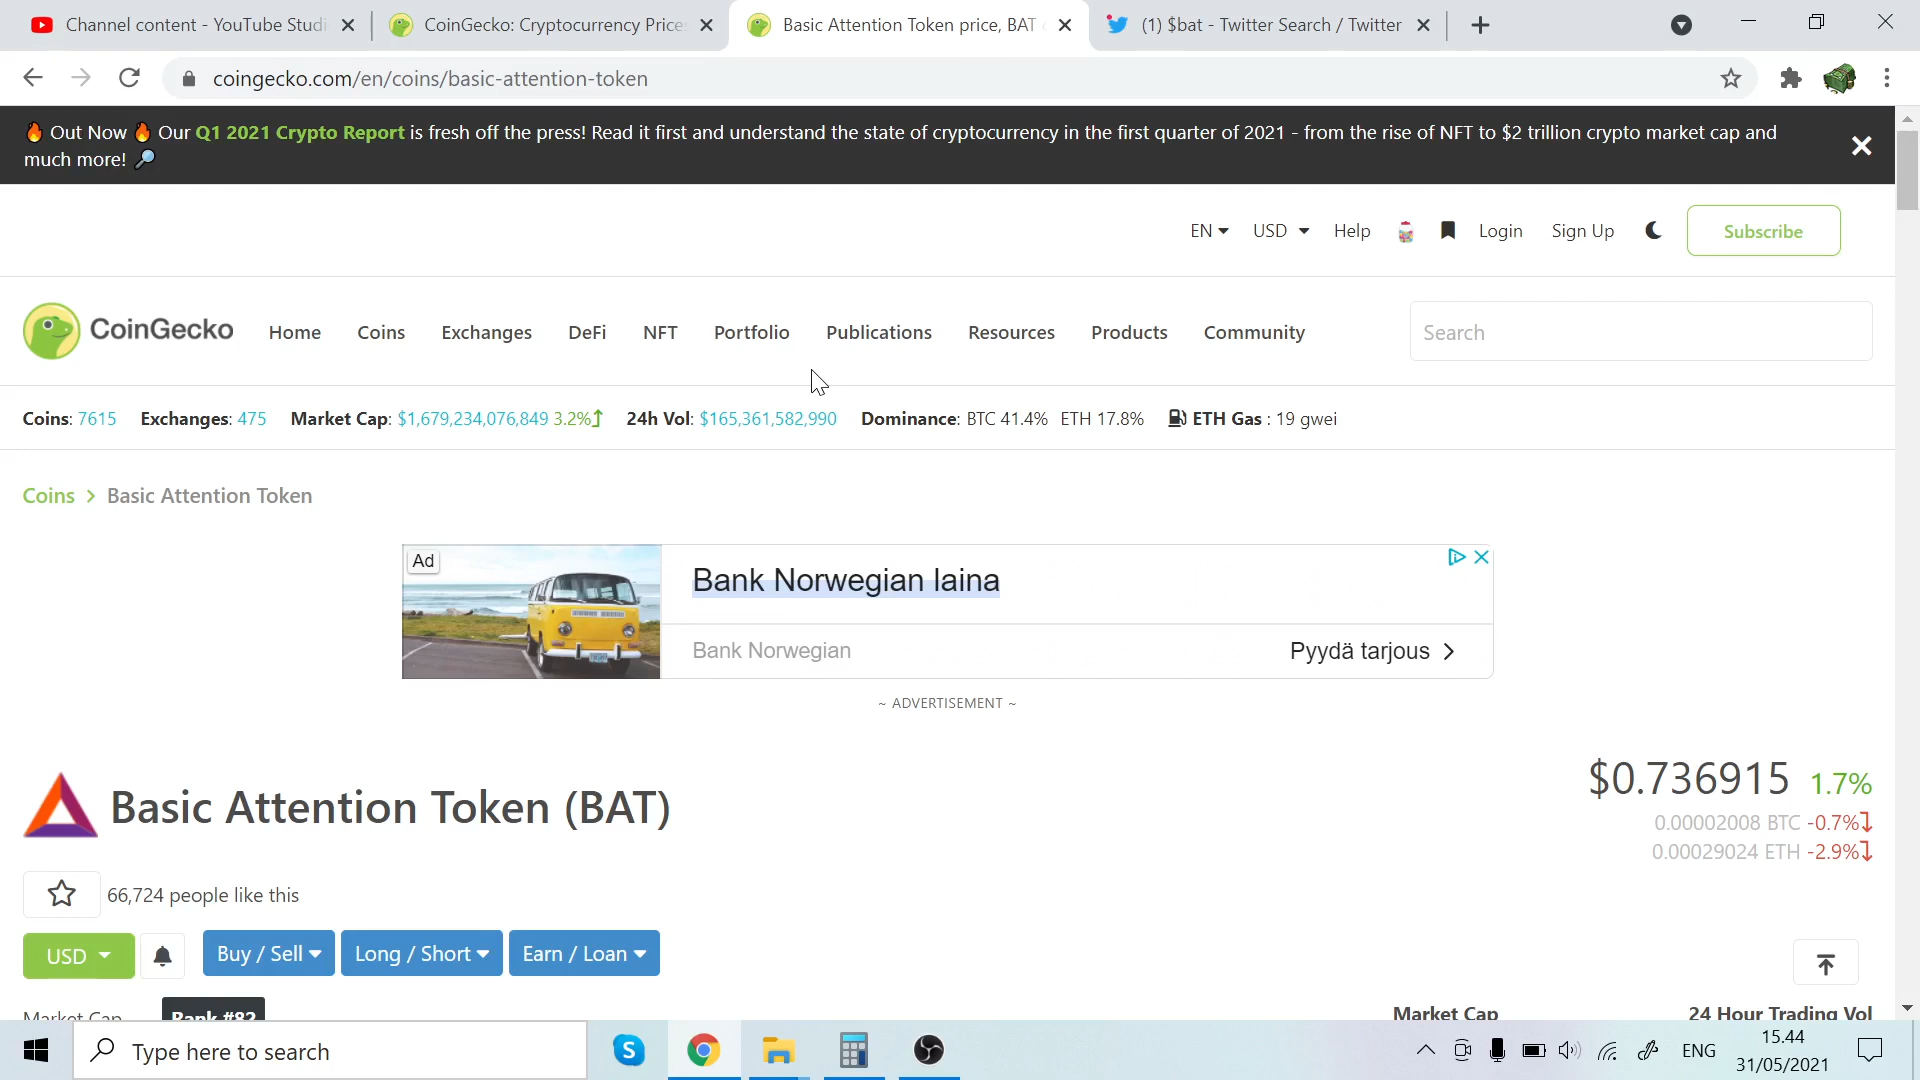 Channel content - YouTube Studi
CoinGecko: Cryptocurrency Price
Basic Attention Token price, BAT
(1) $bat - Twitter Search / Twitter
coingecko.com/en/coins/basic-attention-token
Out Now Our Q1 2021 Crypto Report is fresh off the press! Read it first and understand the state of cryptocurrency in the first quarter of 2021 - from the rise of NFT to $2 trillion crypto market cap and
much more!
EN USD Help Login Sign Up Subscribe
CoinGecko Home Coins Exchanges DeFi NFT Portfolio Publications Resources Products Community Search
Coins: 7615 Exchanges: 475 Market Cap: $1,679,234,076,849 3.2% 24h Vol: $165,361,582,990 Dominance: BTC 41.4% ETH 17.8% ETH Gas : 19 gwei
Coins > Basic Attention Token
Ad
Bank Norwegian laina
Bank Norwegian
Pyydä tarjous
~ ADVERTISEMENT ~
Basic Attention Token (BAT)
$0.736915 1.7%
0.00002008 BTC -0.7%
0.00029024 ETH -2.9%
66,724 people like this
USD Buy / Sell Long / Short Earn / Loan
Market Cap Rank #82 Market Cap 24 Hour Trading Vol
Type here to search
ENG
15.44
31/05/2021